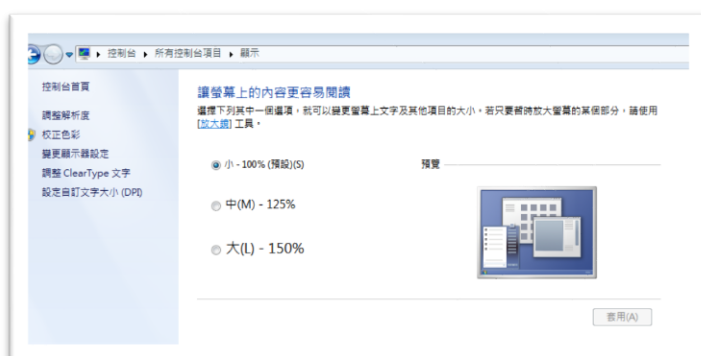 控制台 ▸ 所有控制台項目 ▸ 顯示
控制台首頁
調整解析度
校正色彩
變更顯示器設定
調整 ClearType 文字
設定自訂文字大小 (DPI)
讓螢幕上的內容更容易閱讀
選擇下列其中一個選項，就可以變更螢幕上文字及其他項目的大小。若只要暫時放大螢幕的某個部分，請使用
[放大鏡] 工具。
小 - 100% (預設)(S)
預覽
中(M) - 125%
大(L) - 150%
套用(A)